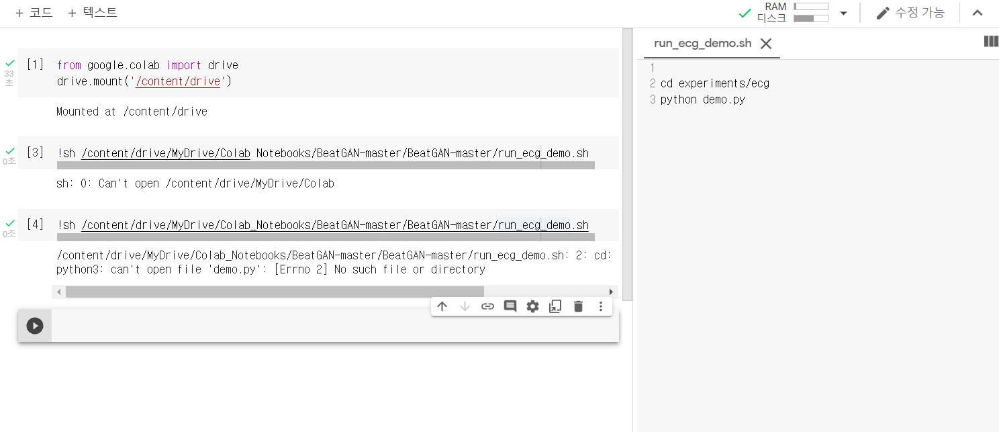 + 코드 + 텍스트
RAM
디스크
수정 가능
33
초
[1] from google.colab import drive
drive.mount('/content/drive')
Mounted at /content/drive
0초
[3] !sh /content/drive/MyDrive/Colab Notebooks/BeatGAN-master/BeatGAN-master/run_ecg_demo.sh
sh: 0: Can't open /content/drive/MyDrive/Colab
0초
[4] !sh /content/drive/MyDrive/Colab_Notebooks/BeatGAN-master/BeatGAN-master/run_ecg_demo.sh
/content/drive/MyDrive/Colab_Notebooks/BeatGAN-master/BeatGAN-master/run_ecg_demo.sh: 2: cd:
python3: can't open file 'demo.py': [Errno 2] No such file or directory
run_ecg_demo.sh
1
2 cd experiments/ecg
3 python demo.py